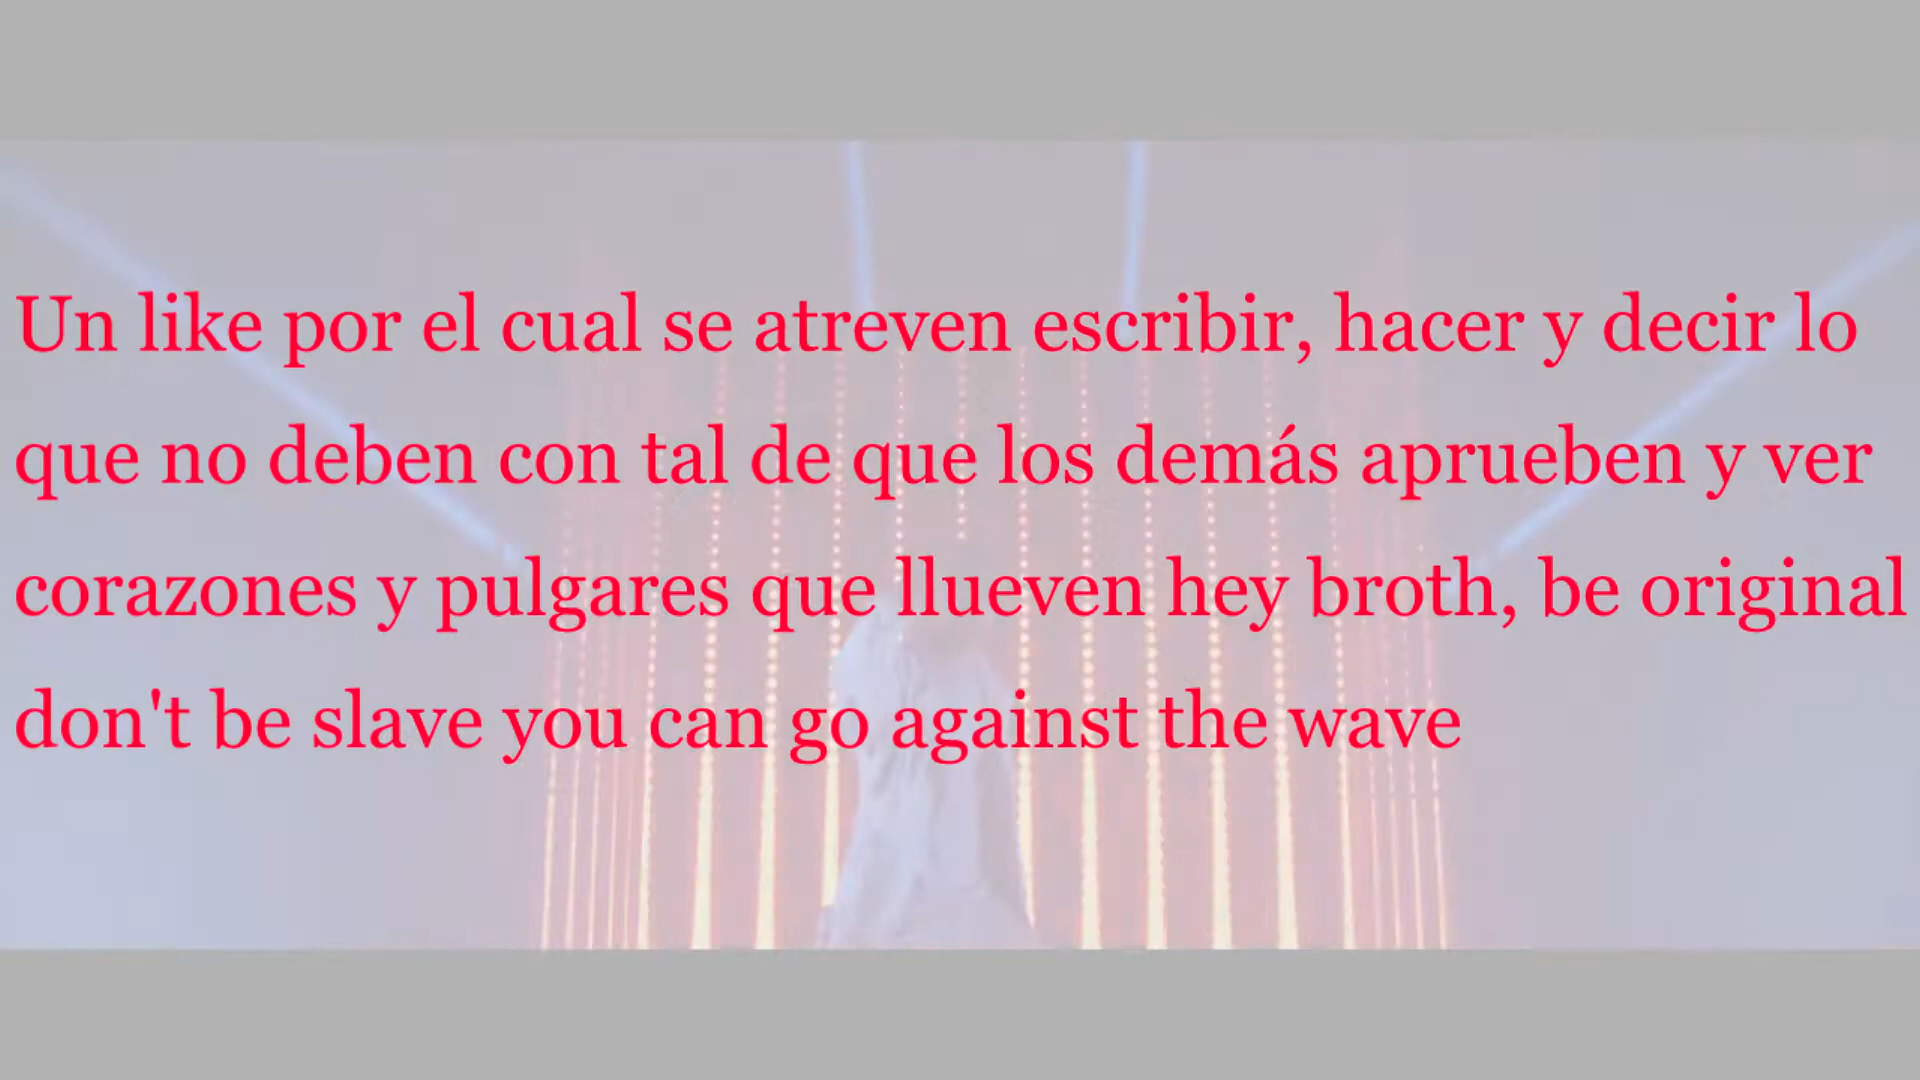 Un like por el cual se atreven escribir, hacer y decir lo
que no deben con tal de que los demás aprueben y ver
corazones y pulgares que llueven hey broth, be original
don't be slave you can go against the wave